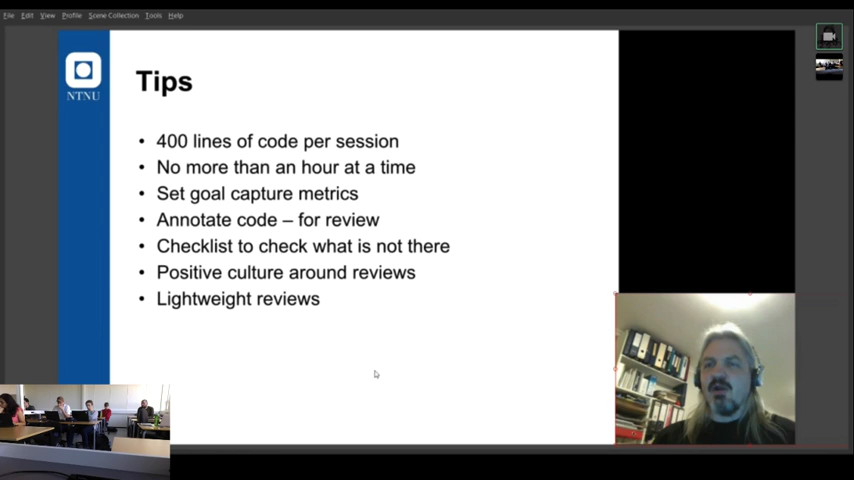 File Edit View Profile Scene Collection Tools Help
NTNU
Tips
• 400 lines of code per session
• No more than an hour at a time
• Set goal capture metrics
• Annotate code – for review
• Checklist to check what is not there
• Positive culture around reviews
• Lightweight reviews